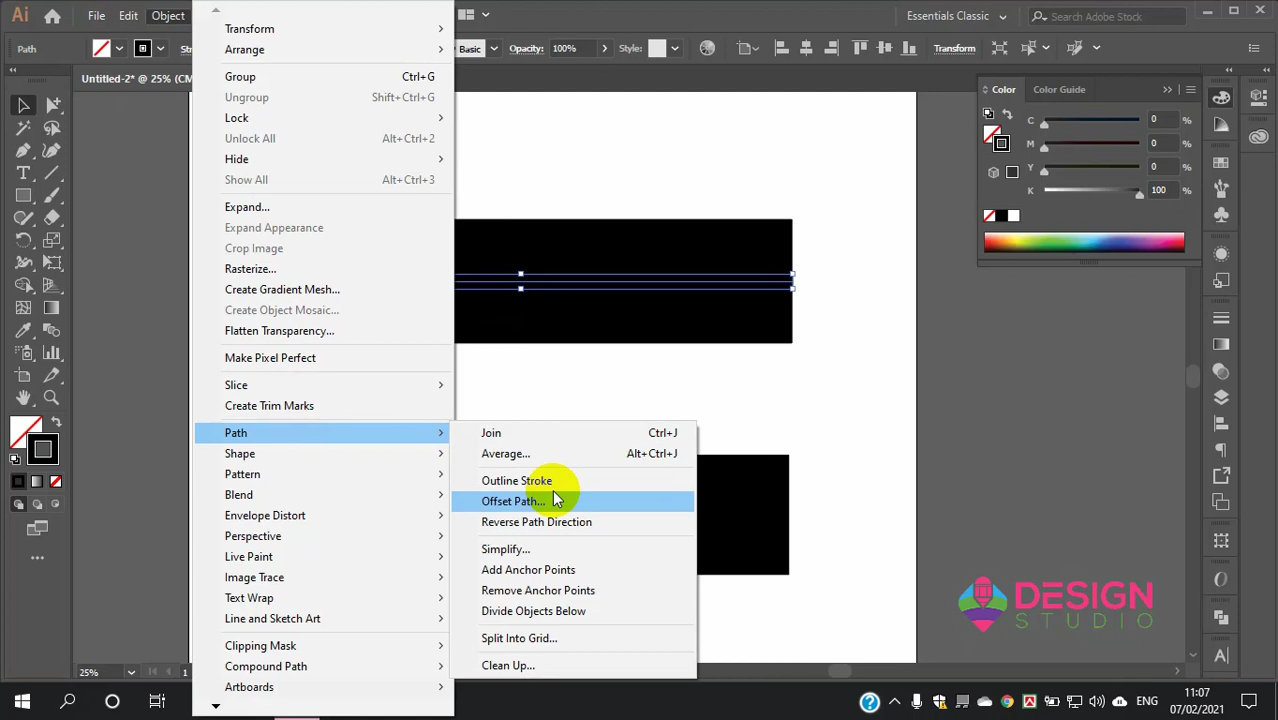 Ai
File
Edit
Object
Essentials Classic
Search Adobe Stock
Path
Basic
Opacity:
100%
Style:
Transform
Untitled-2* @ 25% (CM
Transform
Arrange
Group Ctrl+G
Ungroup Shift+Ctrl+G
Lock
Unlock All Alt+Ctrl+2
Hide
Show All Alt+Ctrl+3
Expand...
Expand Appearance
Crop Image
Rasterize...
Create Gradient Mesh...
Create Object Mosaic...
Flatten Transparency...
Make Pixel Perfect
Slice
Create Trim Marks
Path
Shape
Pattern
Blend
Envelope Distort
Perspective
Live Paint
Image Trace
Text Wrap
Line and Sketch Art
Clipping Mask
Compound Path
Artboards
Join Ctrl+J
Average... Alt+Ctrl+J
Outline Stroke
Offset Path...
Reverse Path Direction
Simplify...
Add Anchor Points
Remove Anchor Points
Divide Objects Below
Split Into Grid...
Clean Up...
Color
Color Guide
C 0 %
M 0 %
Y 0 %
K 100 %
DESIGN
STUDIO
25%
1
ENG
11:07
07/02/2021